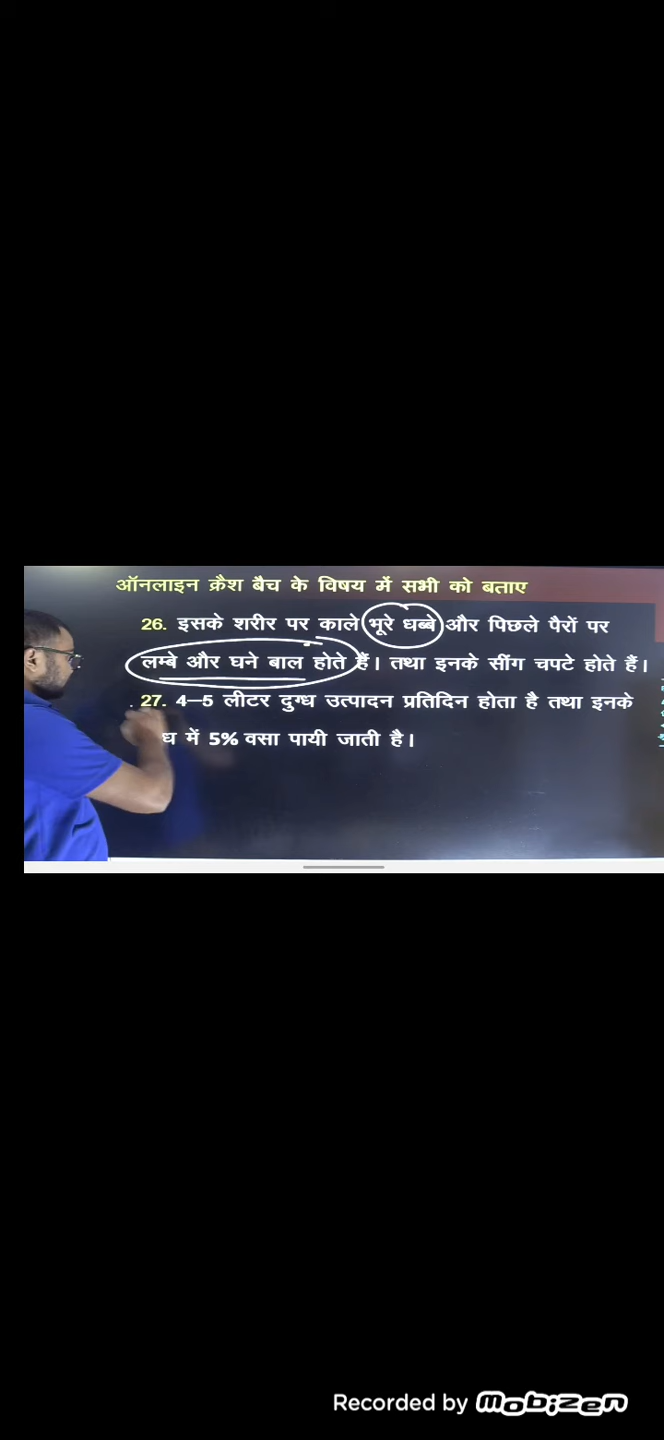 ऑनलाइन क्रैश बैच के विषय में सभी को बताए
26. इसके शरीर पर काले भूरे धब्बे और पिछले पैरों पर
लम्बे और घने बाल होते हैं। तथा इनके सींग चपटे होते हैं।
27. 4–5 लीटर दुग्ध उत्पादन प्रतिदिन होता है तथा इनके
में 5% वसा पायी जाती है।
Recorded by Mobizen